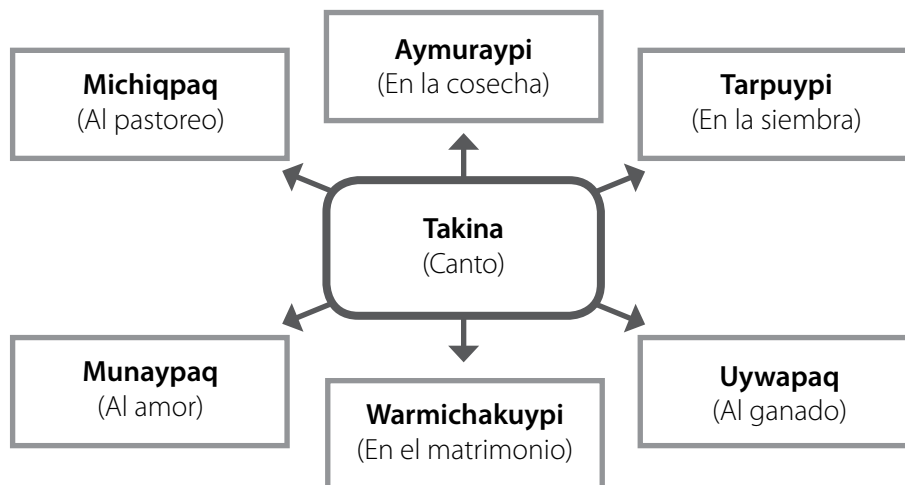 Aymuraypi
(En la cosecha)
Michiqpaq
(Al pastoreo)
Tarpuypi
(En la siembra)
Takina
(Canto)
Munaypaq
(Al amor)
Warmichakuypi
(En el matrimonio)
Uywapaq
(Al ganado)